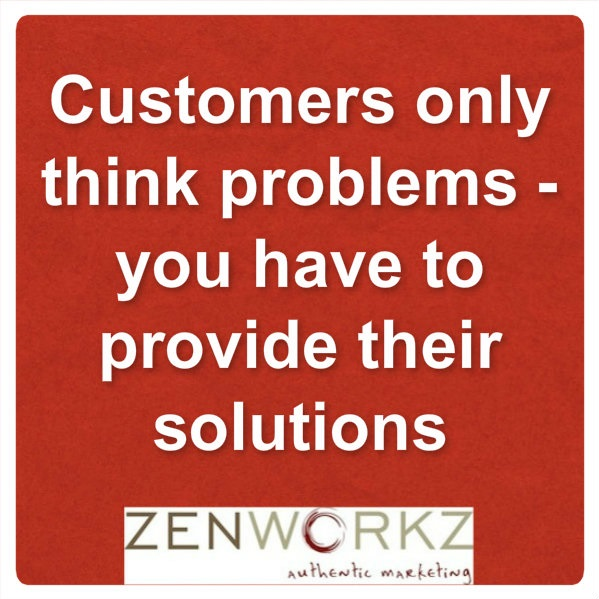 Customers only
think problems -
you have to
provide their
solutions
ZENWORKZ
authentic marketing